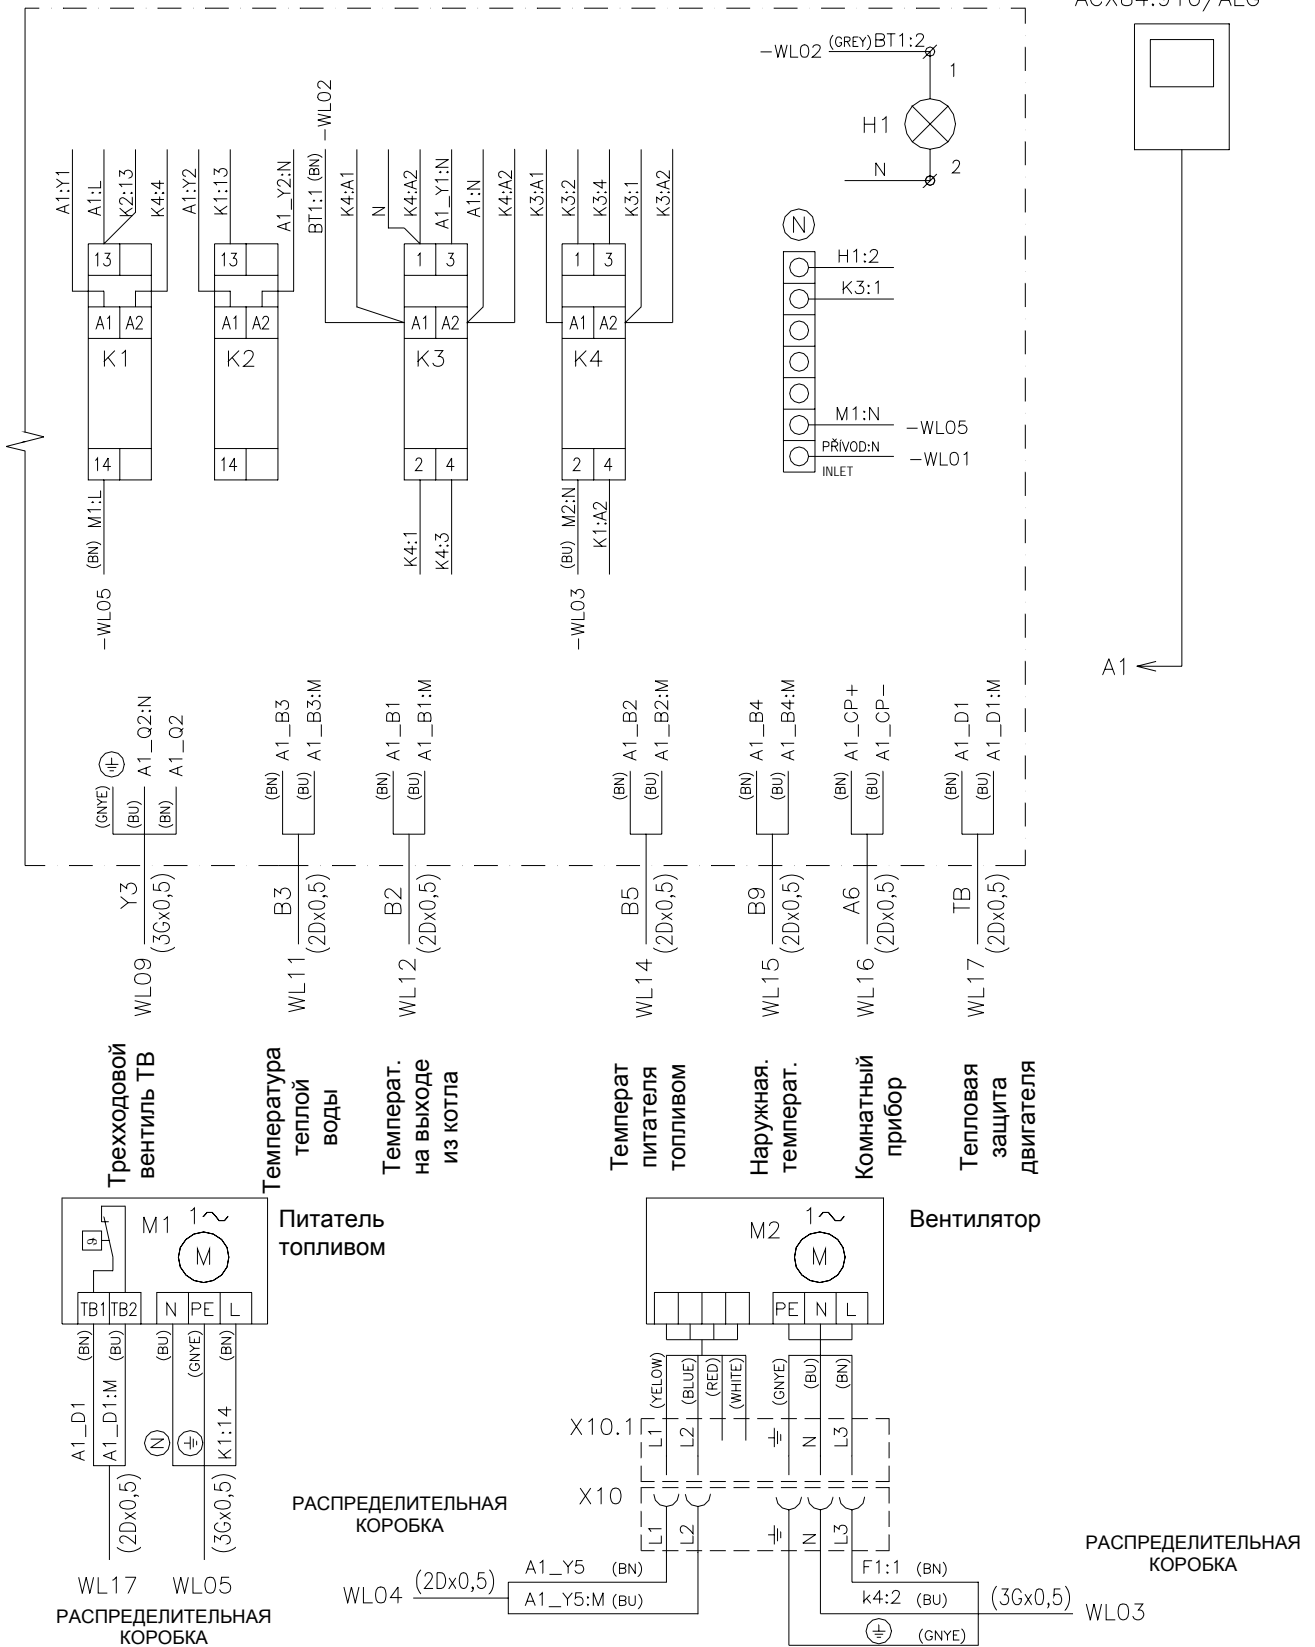 ACX84.910/ALG
-WL02 (GREY) BT1:2
1
H1
N
2
A1:Y1
A1:L
K2:13
K4:4
A1:Y2
K1:13
A1_Y2:N
BT1:1 (BN) -WL02
K4:A1
N
K4:A2
A1_Y1:N
A1:N
K4:A2
K3:A1
K3:2
K3:4
K3:1
K3:A2
13
13
1 3
1 3
A1 A2
A1 A2
A1 A2
A1 A2
K1
K2
K3
K4
14
14
2 4
2 4
N
H1:2
K3:1
M1:N -WL05
PŘÍVOD:N -WL01
INLET
-WL05 (BN) M1:L
K4:1
K4:3
-WL03 (BU) M2:N
K1:A2
A1
(GNYE)
(BU) A1_Q2:N
(BN) A1_Q2
(BN) A1_B3
(BU) A1_B3:M
(BN) A1_B1
(BU) A1_B1:M
(BN) A1_B2
(BU) A1_B2:M
(BN) A1_B4
(BU) A1_B4:M
(BN) A1_CP+
(BU) A1_CP-
(BN) A1_D1
(BU) A1_D1:M
WL09 Y3
(3Gx0,5)
WL11 B3
(2Dx0,5)
WL12 B2
(2Dx0,5)
WL14 B5
(2Dx0,5)
WL15 B9
(2Dx0,5)
WL16 A6
(2Dx0,5)
WL17 TB
(2Dx0,5)
Трехходовой
вентиль ТВ
Температура
теплой
воды
Температ.
на выходе
из котла
Температ
питателя
топливом
Наружная.
температ.
Комнатный
прибор
Тепловая
защита
двигателя
M1
1~
M
ϑ
TB1 TB2 N PE L
Питатель
топливом
(BN)
(BU)
(BU)
(GNYE)
(BN)
A1_D1
A1_D1:M
N
K1:14
(2Dx0,5)
(3Gx0,5)
WL17 WL05
РАСПРЕДЕЛИТЕЛЬНАЯ
КОРОБКА
M2
1~
M
PE N L
Вентилятор
(YELOW)
(BLUE)
(RED)
(WHITE)
(GNYE)
(BU)
(BN)
X10.1
L1 L2 N L3
X10
L1 L2 N L3
РАСПРЕДЕЛИТЕЛЬНАЯ
КОРОБКА
WL04 (2Dx0,5)
A1_Y5 (BN)
A1_Y5:M (BU)
F1:1 (BN)
k4:2 (BU)
(GNYE)
(3Gx0,5) WL03
РАСПРЕДЕЛИТЕЛЬНАЯ
КОРОБКА